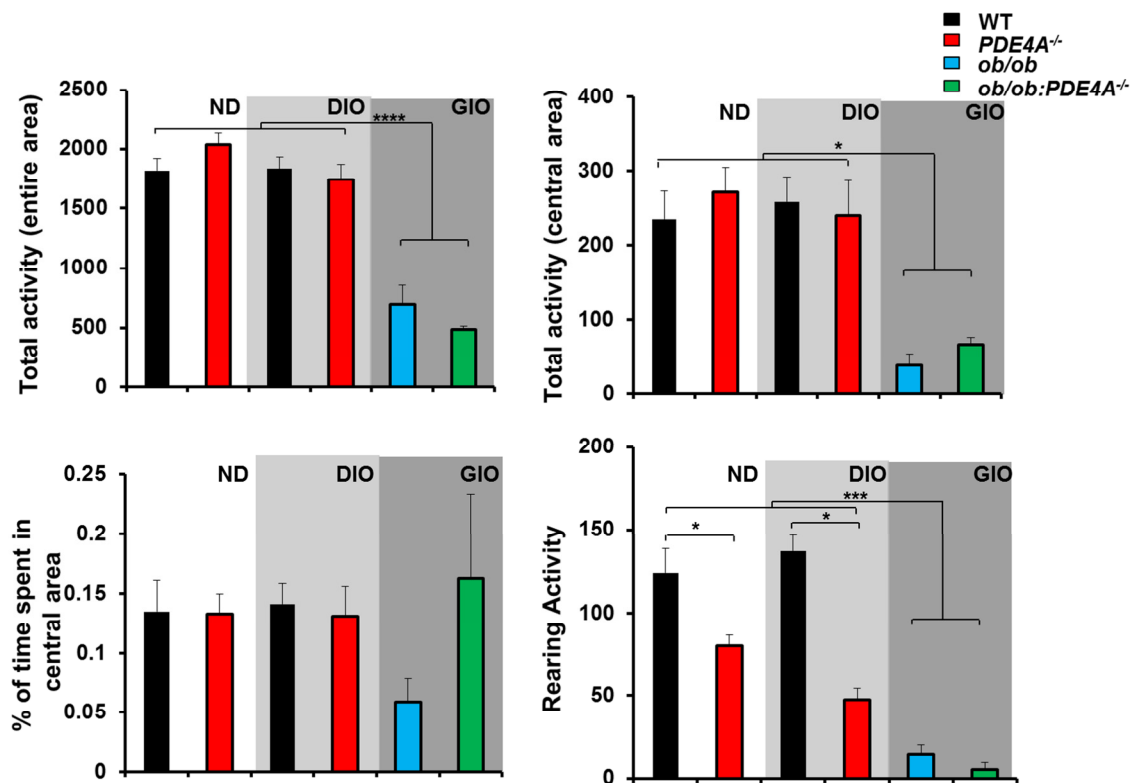 WT
PDE4A-/-
ob/ob
ob/ob:PDE4A-/-
Total activity (entire area)
2500
2000
1500
1000
500
0
ND
DIO
GIO
****
Total activity (central area)
400
300
200
100
0
ND
DIO
GIO
*
% of time spent in
central area
0.25
0.2
0.15
0.1
0.05
0
ND
DIO
GIO
Rearing Activity
200
150
100
50
0
ND
DIO
GIO
***
*
*